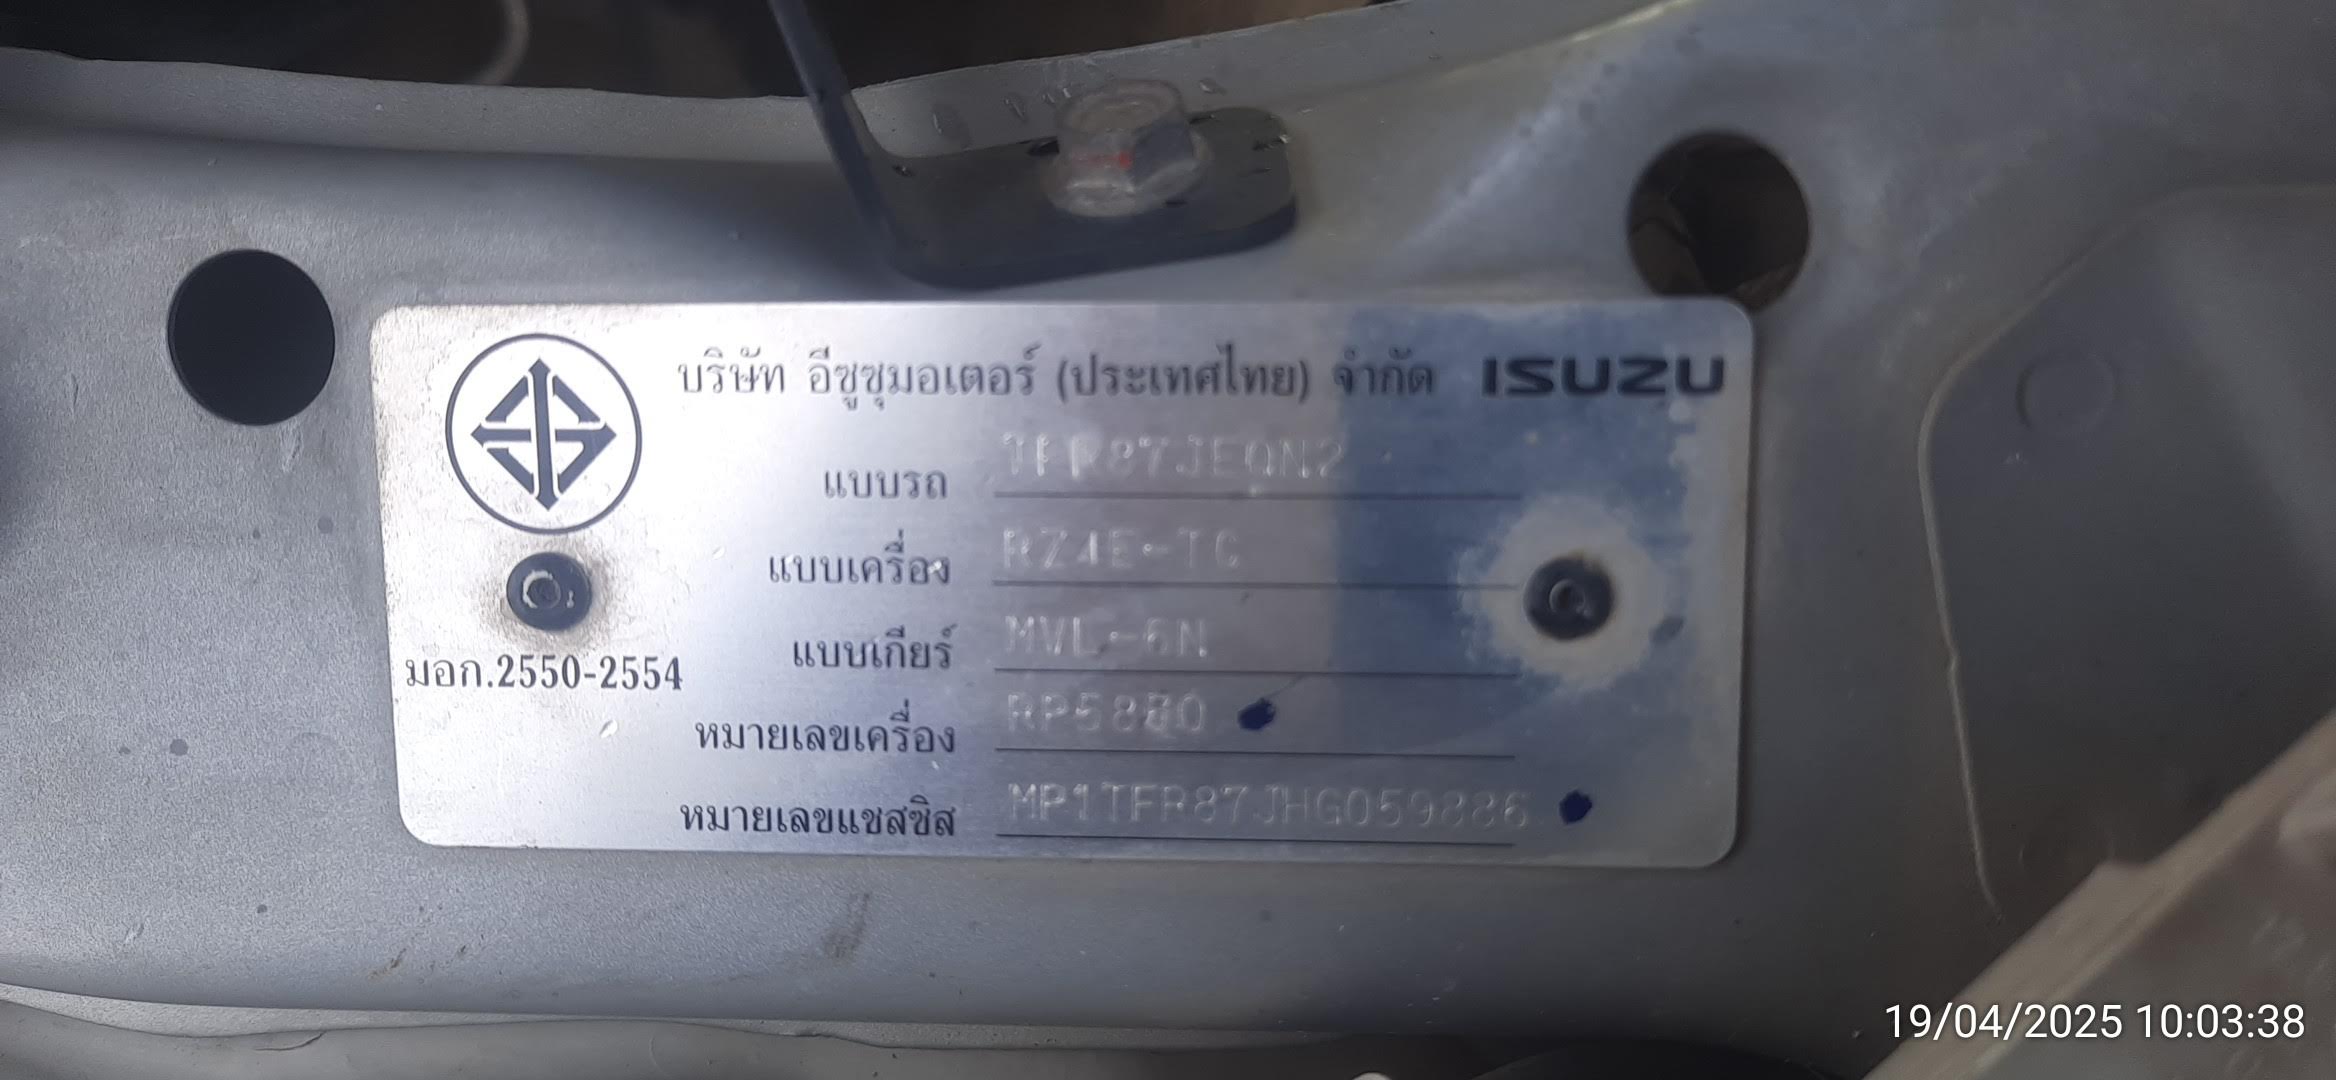 บริษัท อีซูซุมอเตอร์ (ประเทศไทย) จำกัด ISUZU
แบบรถ TFR87JEQN2
แบบเครื่อง RZ4E-TC
แบบเกียร์ MVL-6N
มอก.2550-2554
หมายเลขเครื่อง
หมายเลขแชสซิส MP1TFR87JHG059886
19/04/2025 10:03:38